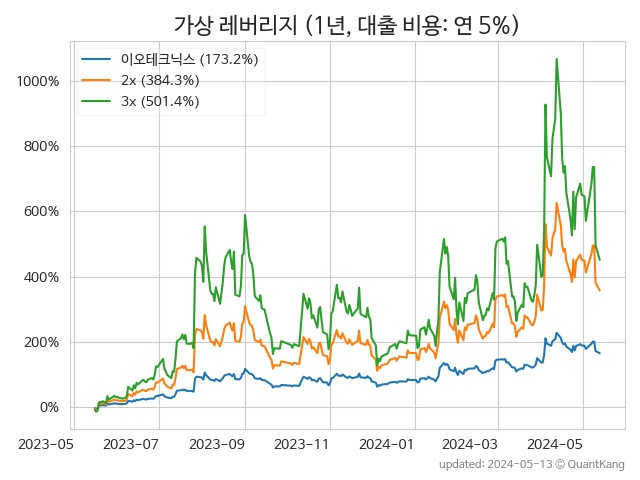 가상 레버리지 (1년, 대출 비용: 연 5%)
이오테크닉스 (173.2%)
2x (384.3%)
3x (501.4%)
1000%
800%
600%
400%
200%
0%
2023-05 2023-07 2023-09 2023-11 2024-01 2024-03 2024-05
updated: 2024-05-13 © QuantKang